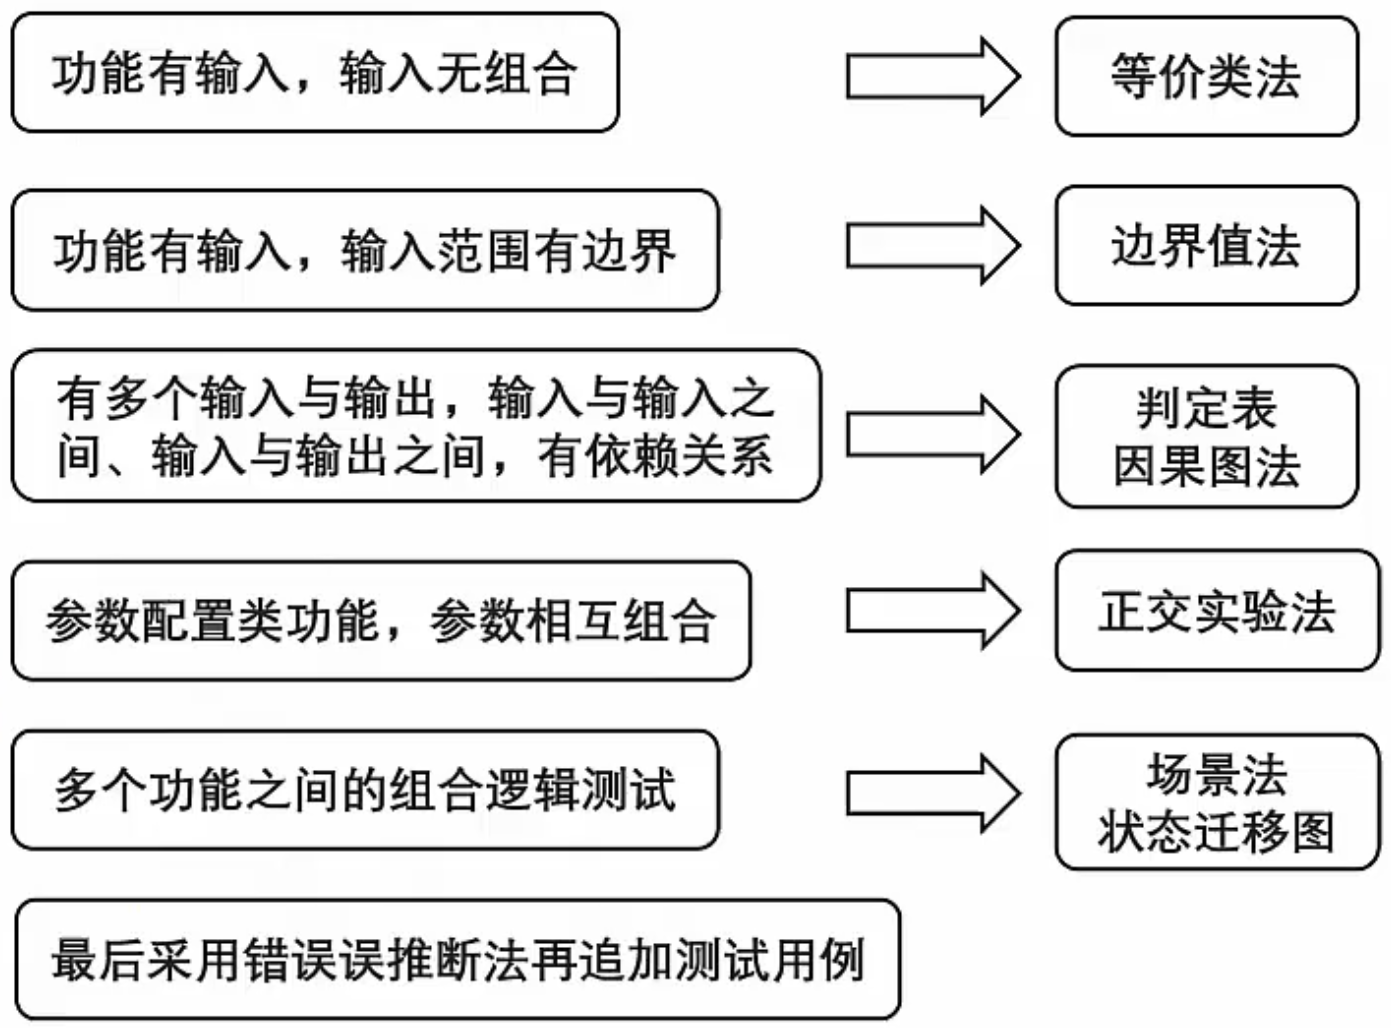 功能有输入，输入无组合
等价类法
功能有输入，输入范围有边界
边界值法
有多个输入与输出，输入与输入之
间、输入与输出之间，有依赖关系
判定表
因果图法
参数配置类功能，参数相互组合
正交实验法
多个功能之间的组合逻辑测试
场景法
状态迁移图
最后采用错误误推断法再追加测试用例